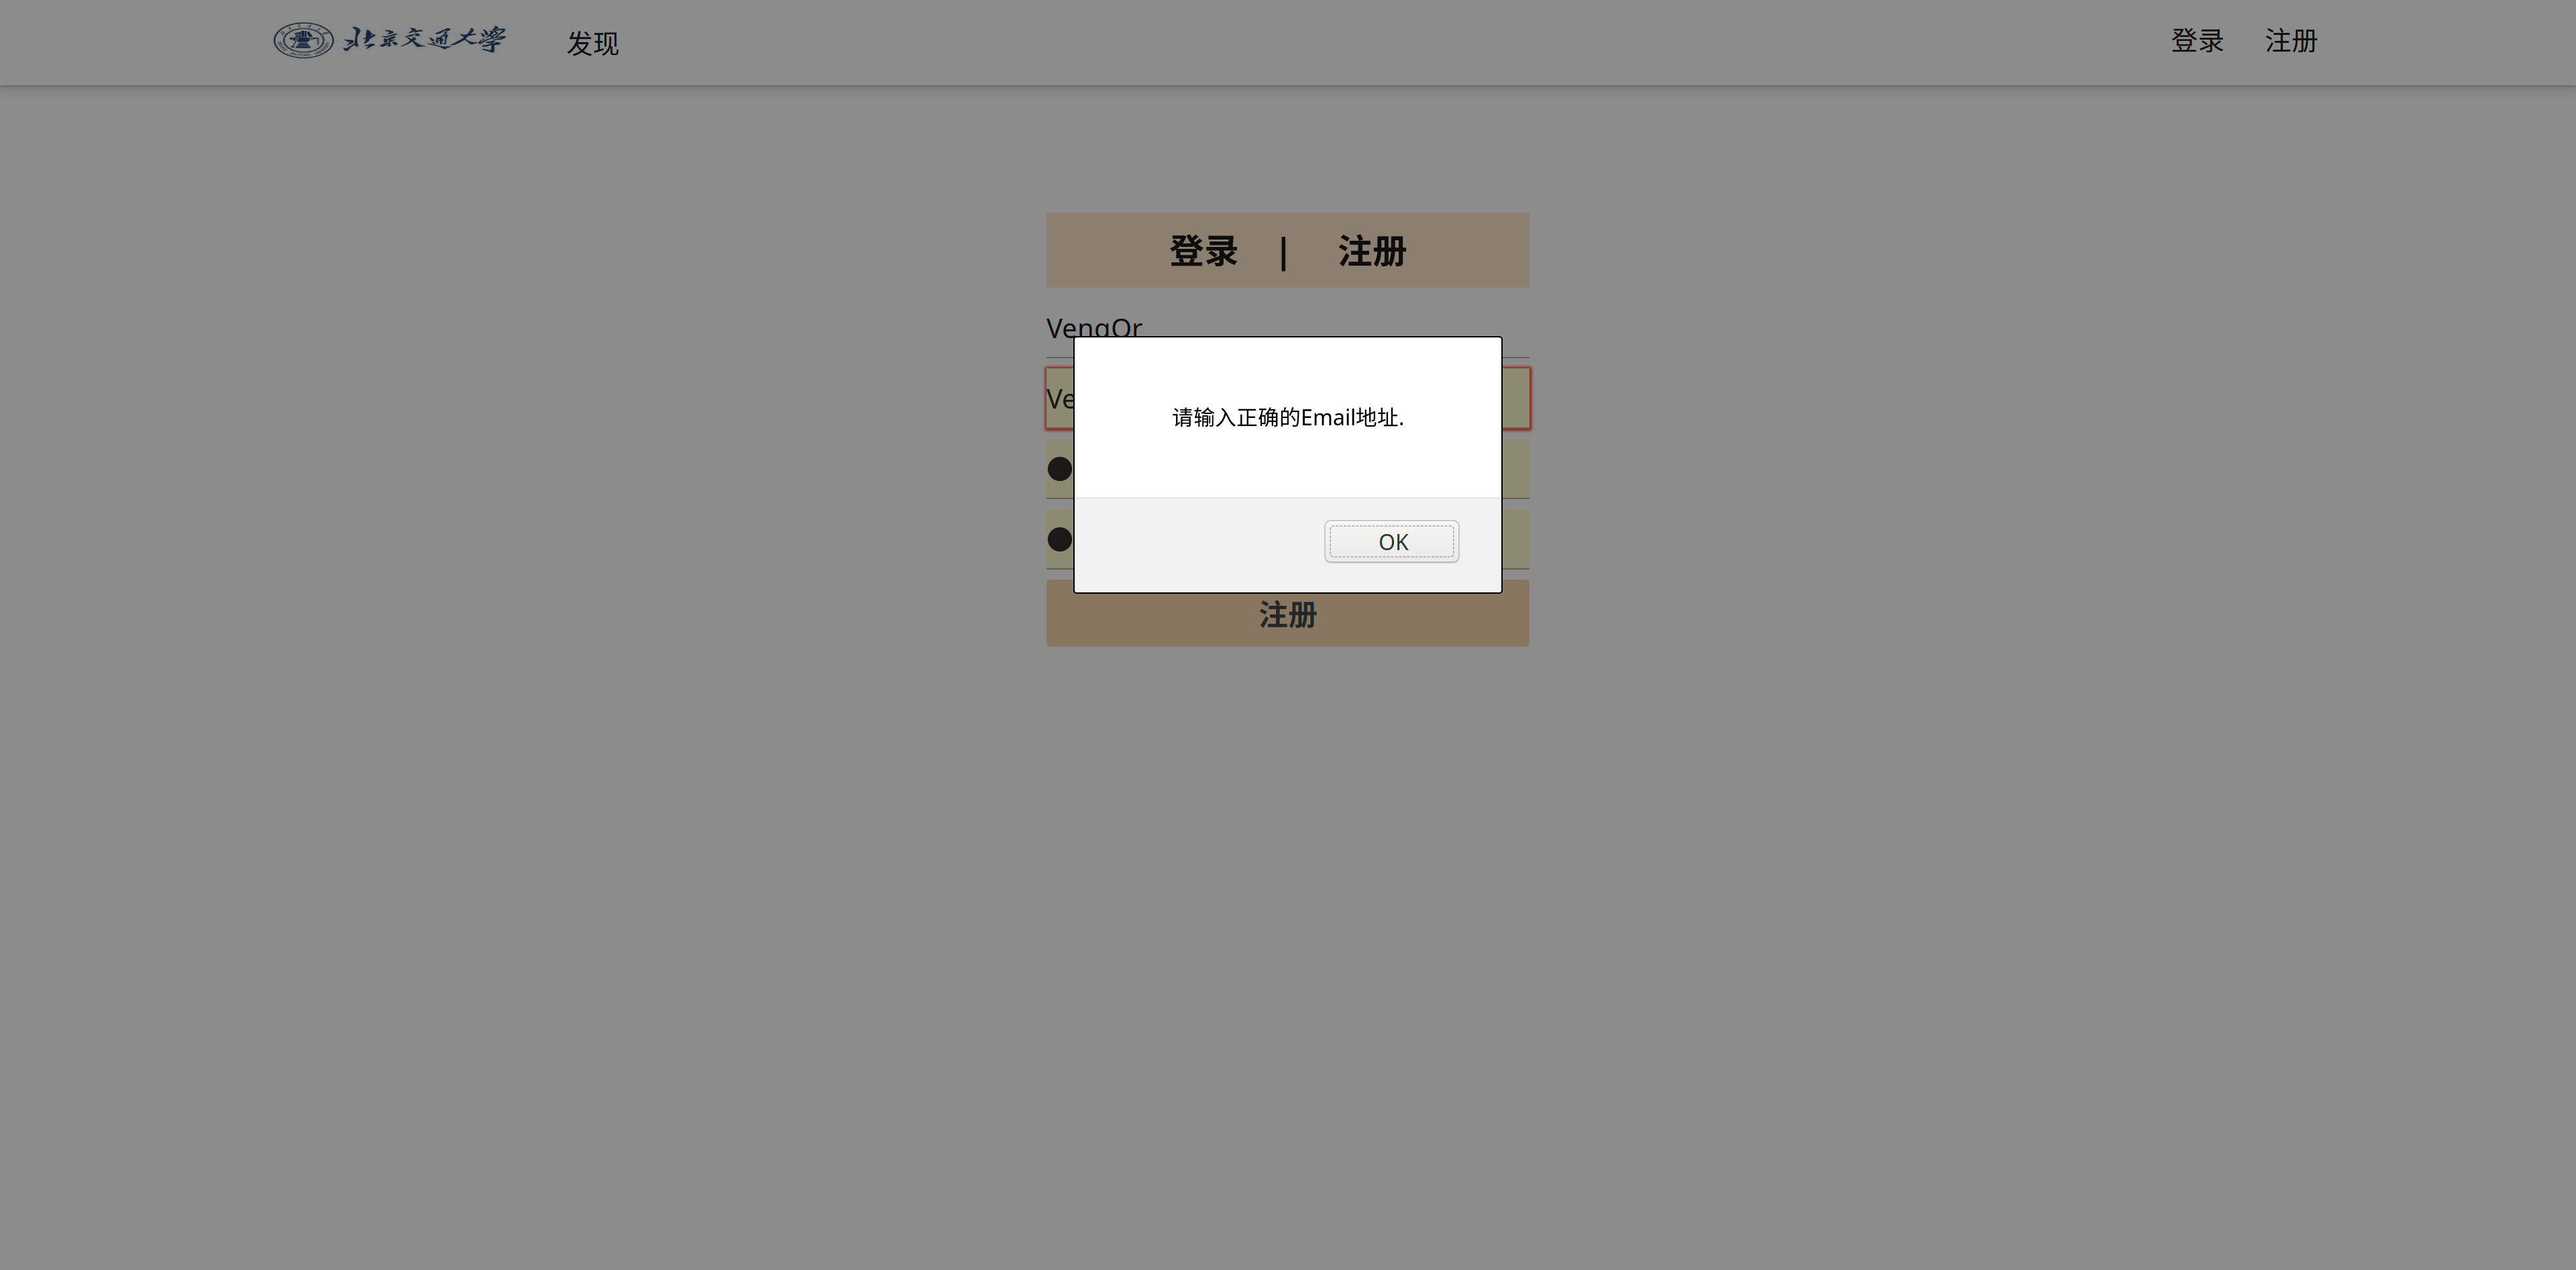 北京交通大學 发现 登录 注册
登录 | 注册
VengOr
请输入正确的Email地址.
OK
注册